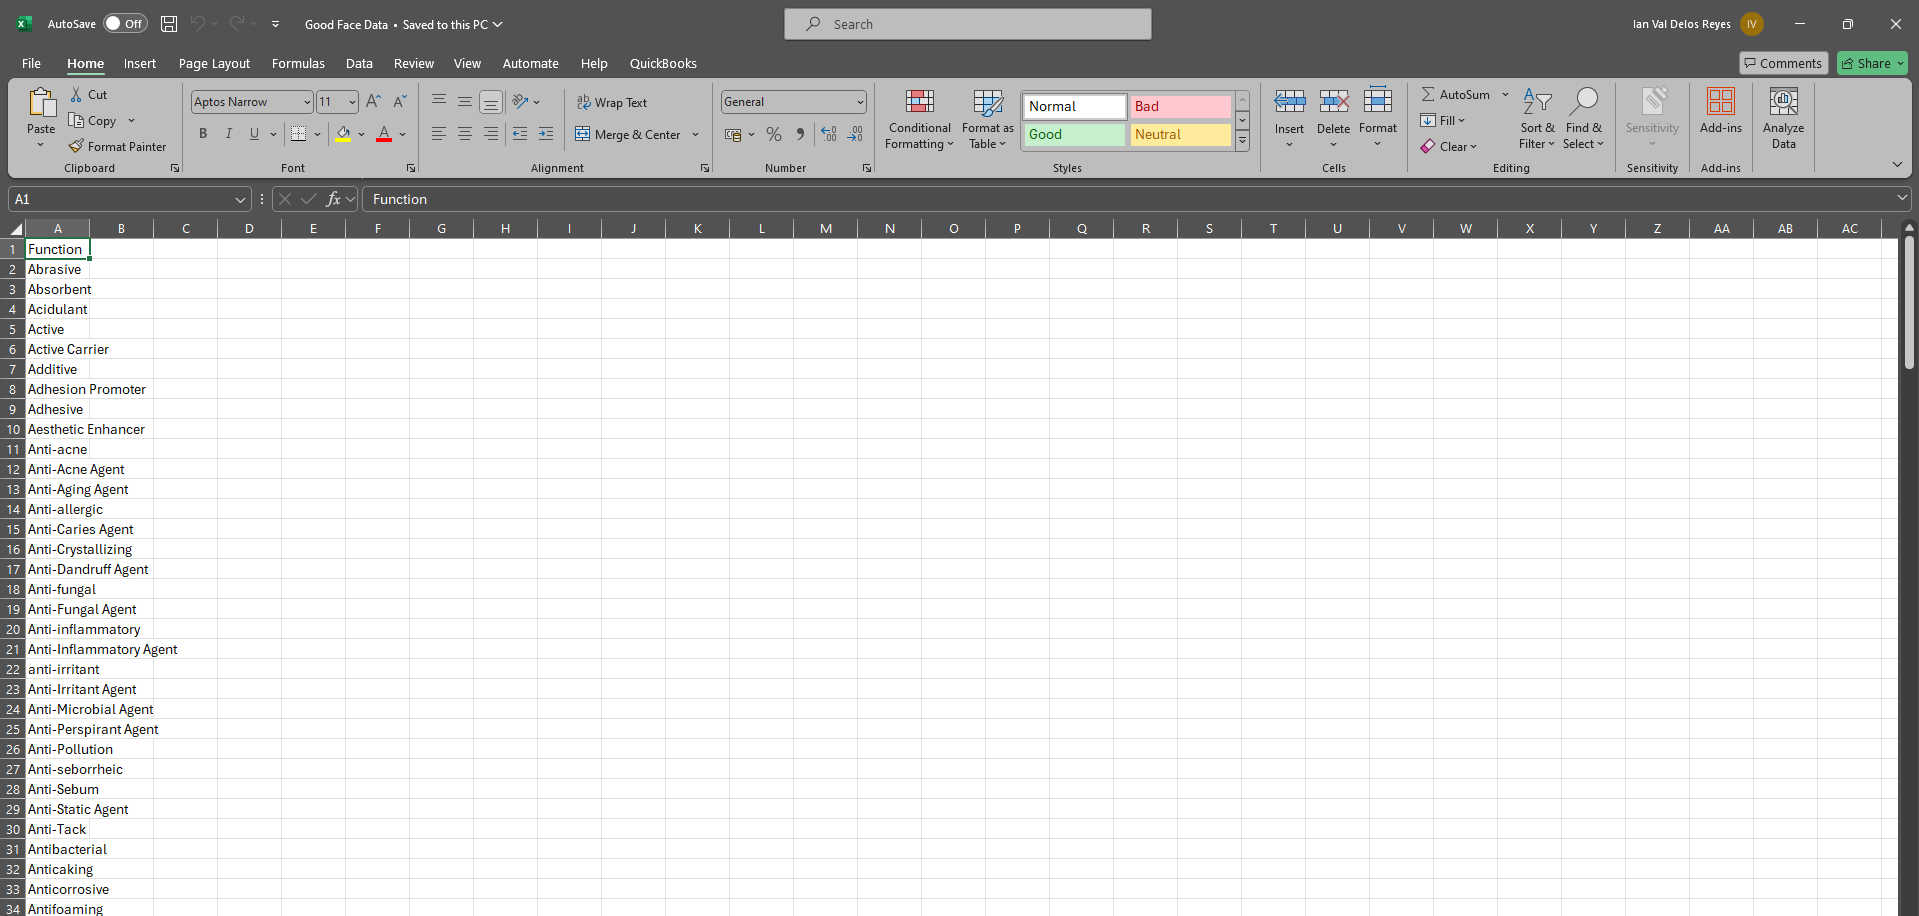 AutoSave Off Good Face Data • Saved to this PC Search Ian Val Delos Reyes IV
File Home Insert Page Layout Formulas Data Review View Automate Help QuickBooks Comments Share
Paste Cut Copy Format Painter Clipboard
Aptos Narrow 11 B I U A Font
Wrap Text Merge & Center Alignment
General % Number
Conditional Formatting Format as Table Normal Bad Good Neutral Styles
Insert Delete Format Cells
AutoSum Fill Clear Sort & Filter Find & Select Editing
Sensitivity Sensitivity
Add-ins Add-ins
Analyze Data
A1 fx Function
A B C D E F G H I J K L M N O P Q R S T U V W X Y Z AA AB AC
1 Function
2 Abrasive
3 Absorbent
4 Acidulant
5 Active
6 Active Carrier
7 Additive
8 Adhesion Promoter
9 Adhesive
10 Aesthetic Enhancer
11 Anti-acne
12 Anti-Acne Agent
13 Anti-Aging Agent
14 Anti-allergic
15 Anti-Caries Agent
16 Anti-Crystallizing
17 Anti-Dandruff Agent
18 Anti-fungal
19 Anti-Fungal Agent
20 Anti-inflammatory
21 Anti-Inflammatory Agent
22 anti-irritant
23 Anti-Irritant Agent
24 Anti-Microbial Agent
25 Anti-Perspirant Agent
26 Anti-Pollution
27 Anti-seborrheic
28 Anti-Sebum
29 Anti-Static Agent
30 Anti-Tack
31 Antibacterial
32 Anticaking
33 Anticorrosive
34 Antifoaming